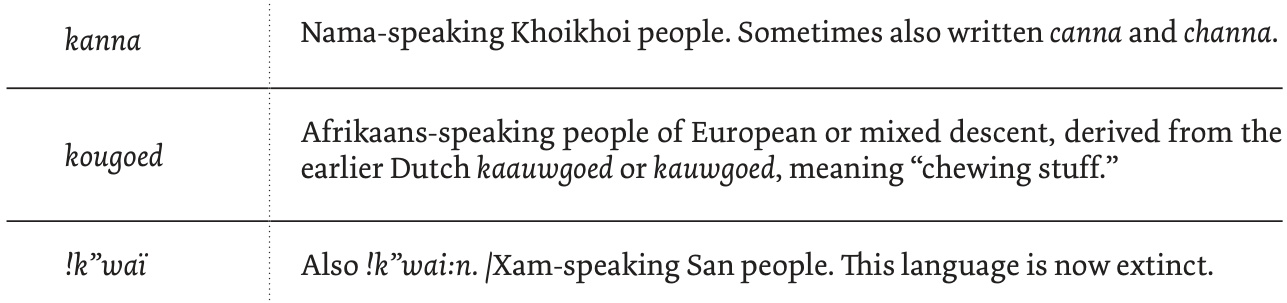 kanna
Nama-speaking Khoikhoi people. Sometimes also written canna and channa.
kougoed
Afrikaans-speaking people of European or mixed descent, derived from the
earlier Dutch kaauwgoed or kauwgoed, meaning “chewing stuff.”
!k”waï
Also !k”wai:n. /Xam-speaking San people. This language is now extinct.